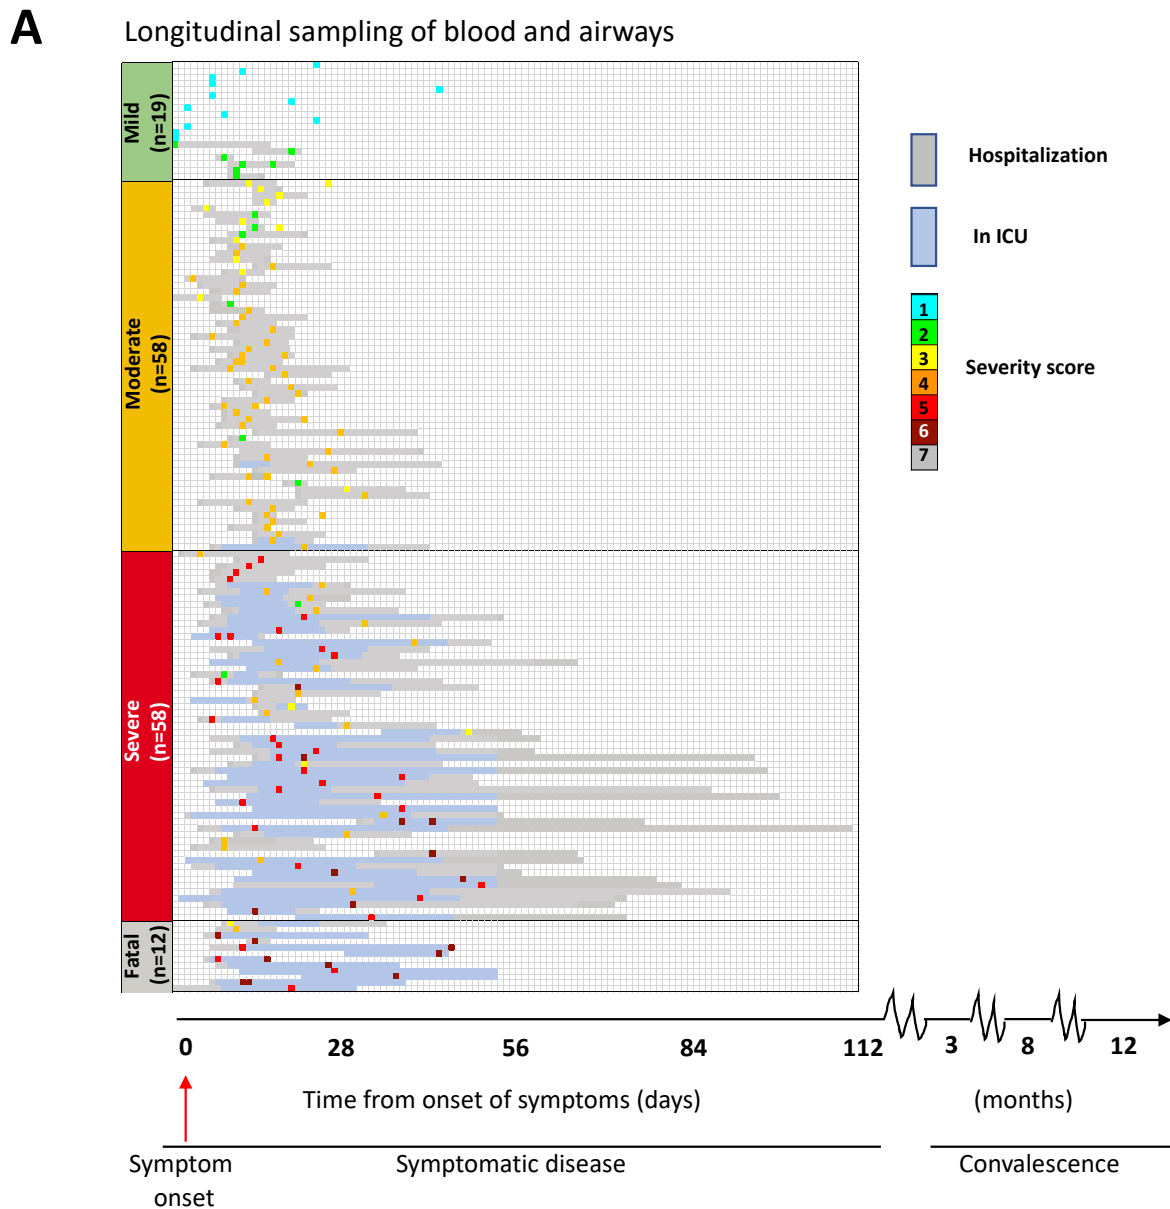 A
Longitudinal sampling of blood and airways
Mild
(n=19)
Moderate
(n=58)
Severe
(n=58)
Fatal
(n=12)
Hospitalization
In ICU
1
2
3
4
5
6
7
Severity score
0 28 56 84 112 3 8 12
Time from onset of symptoms (days) (months)
Symptom
onset
Symptomatic disease
Convalescence